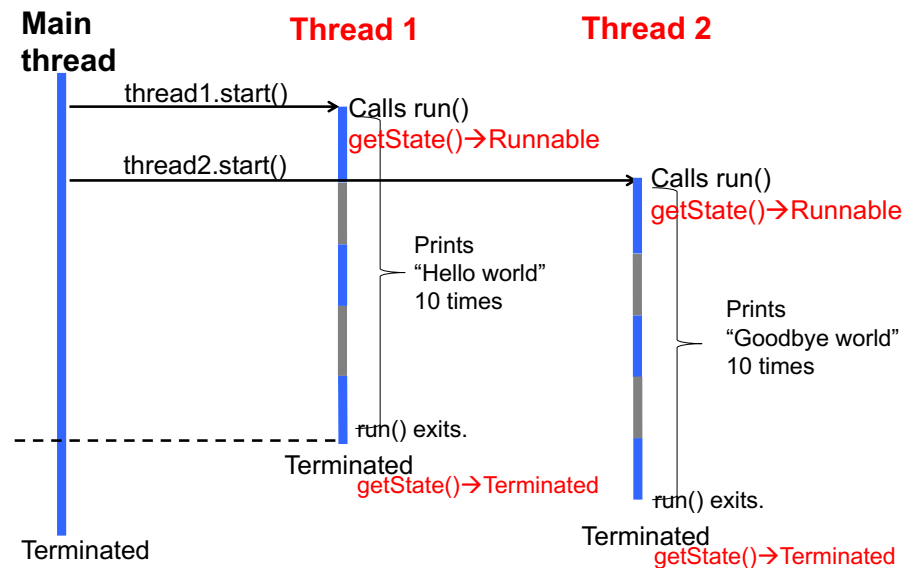 Main
thread
Thread 1
Thread 2
thread1.start()
Calls run()
getState()→Runnable
thread2.start()
Calls run()
getState()→Runnable
Prints
“Hello world”
10 times
Prints
“Goodbye world”
10 times
run() exits.
Terminated
getState()→Terminated
run() exits.
Terminated
Terminated
getState()→Terminated